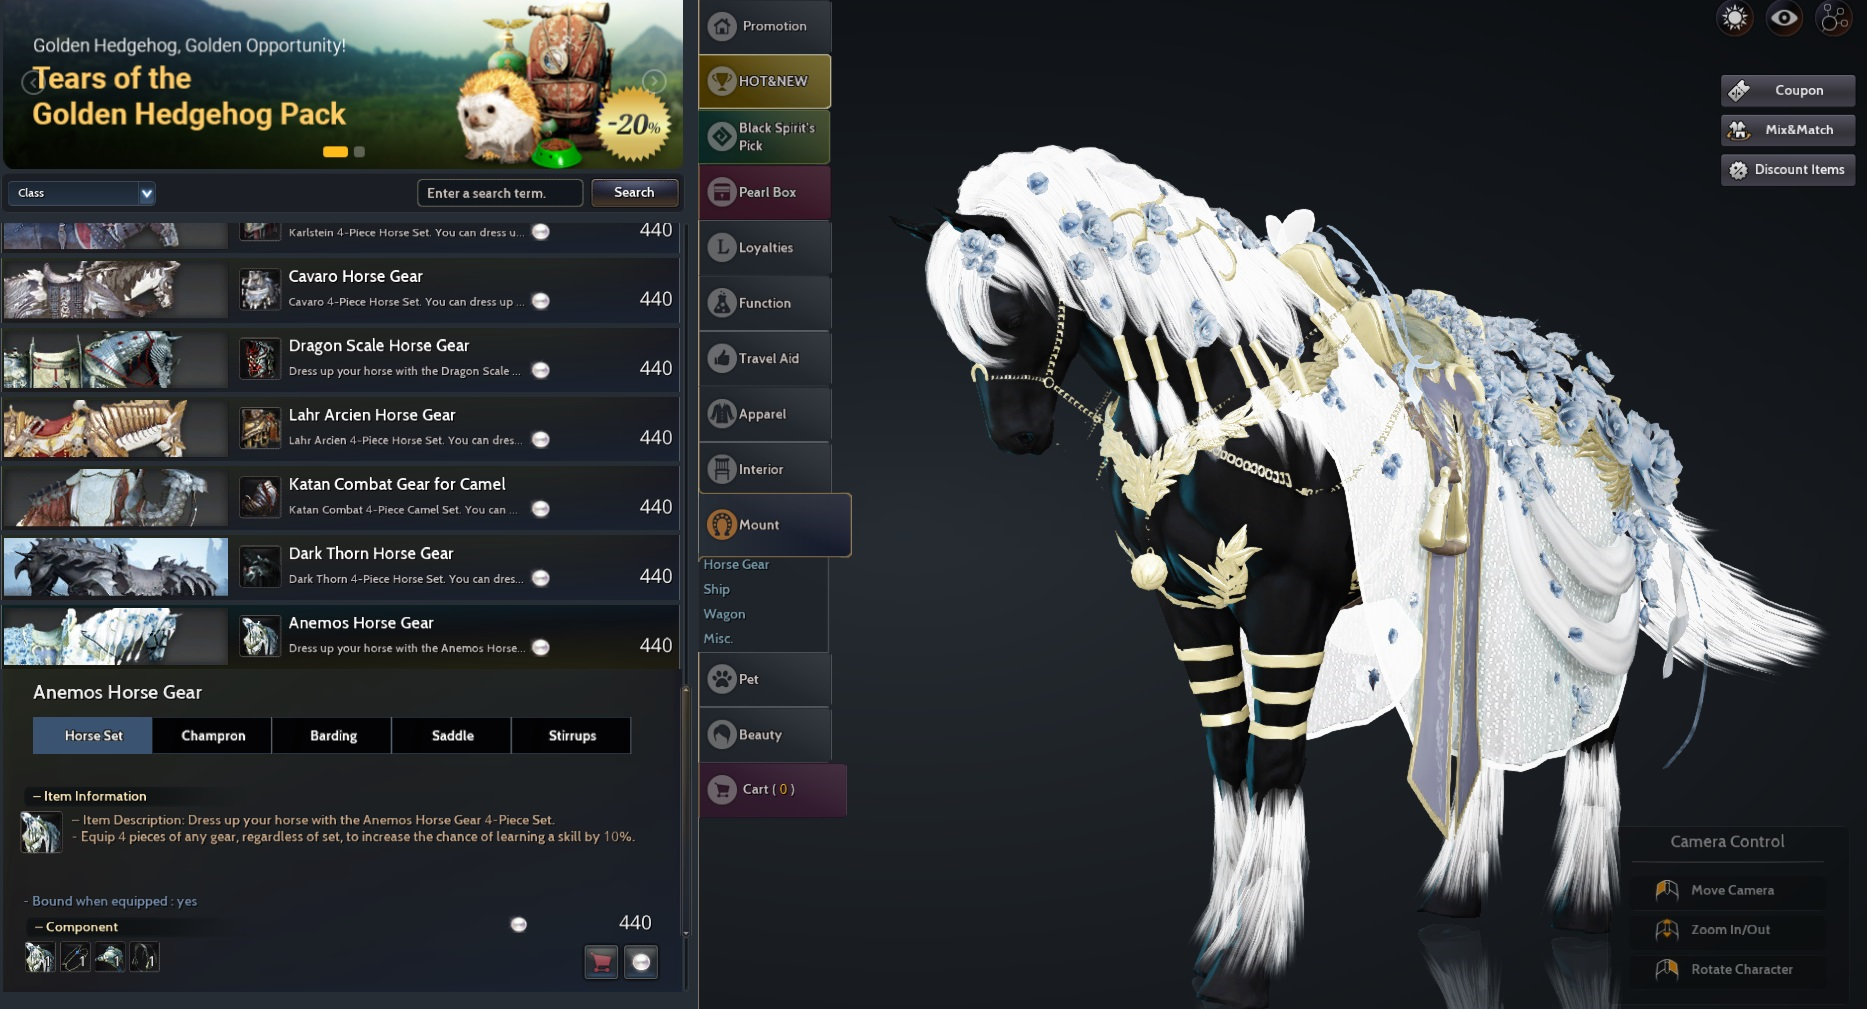 Golden Hedgehog, Golden Opportunity!
Tears of the
Golden Hedgehog Pack
-20%
Class
Enter a search term.
Search
Karlstein 4-Piece Horse Set. You can dress u...
440
Cavaro Horse Gear
Cavaro 4-Piece Horse Set. You can dress up ...
440
Dragon Scale Horse Gear
Dress up your horse with the Dragon Scale ...
440
Lahr Arcien Horse Gear
Lahr Arcien 4-Piece Horse Set. You can dres...
440
Katan Combat Gear for Camel
Katan Combat 4-Piece Camel Set. You can ...
440
Dark Thorn Horse Gear
Dark Thorn 4-Piece Horse Set. You can dres...
440
Anemos Horse Gear
Dress up your horse with the Anemos Horse...
440
Anemos Horse Gear
Horse Set
Champron
Barding
Saddle
Stirrups
– Item Information
– Item Description: Dress up your horse with the Anemos Horse Gear 4-Piece Set.
- Equip 4 pieces of any gear, regardless of set, to increase the chance of learning a skill by 10%.
- Bound when equipped : yes
– Component
440
1
1
1
1
Promotion
HOT&NEW
Black Spirit's
Pick
Pearl Box
L
Loyalties
Function
Travel Aid
Apparel
Interior
Mount
Horse Gear
Ship
Wagon
Misc.
Pet
Beauty
Cart ( 0 )
Coupon
Mix&Match
Discount Items
Camera Control
Move Camera
Zoom In/Out
Rotate Character